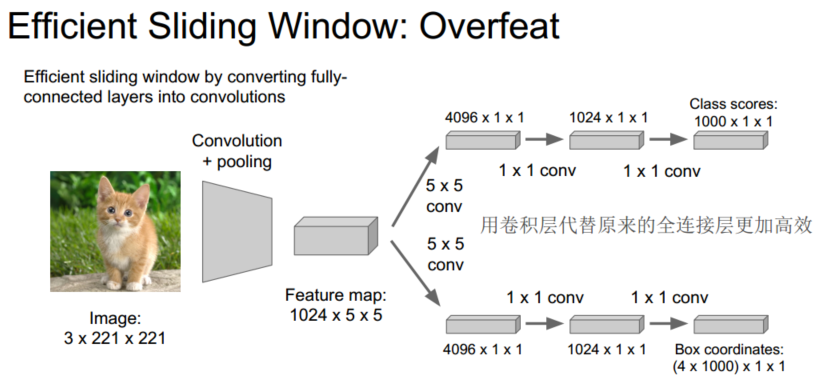 Efficient Sliding Window: Overfeat
Efficient sliding window by converting fully-
connected layers into convolutions
Convolution
+ pooling
Image:
3 x 221 x 221
Feature map:
1024 x 5 x 5
5 x 5
conv
4096 x 1 x 1
1 x 1 conv
1024 x 1 x 1
1 x 1 conv
Class scores:
1000 x 1 x 1
用卷积层代替原来的全连接层更加高效
5 x 5
conv
4096 x 1 x 1
1 x 1 conv
1024 x 1 x 1
1 x 1 conv
Box coordinates:
(4 x 1000) x 1 x 1